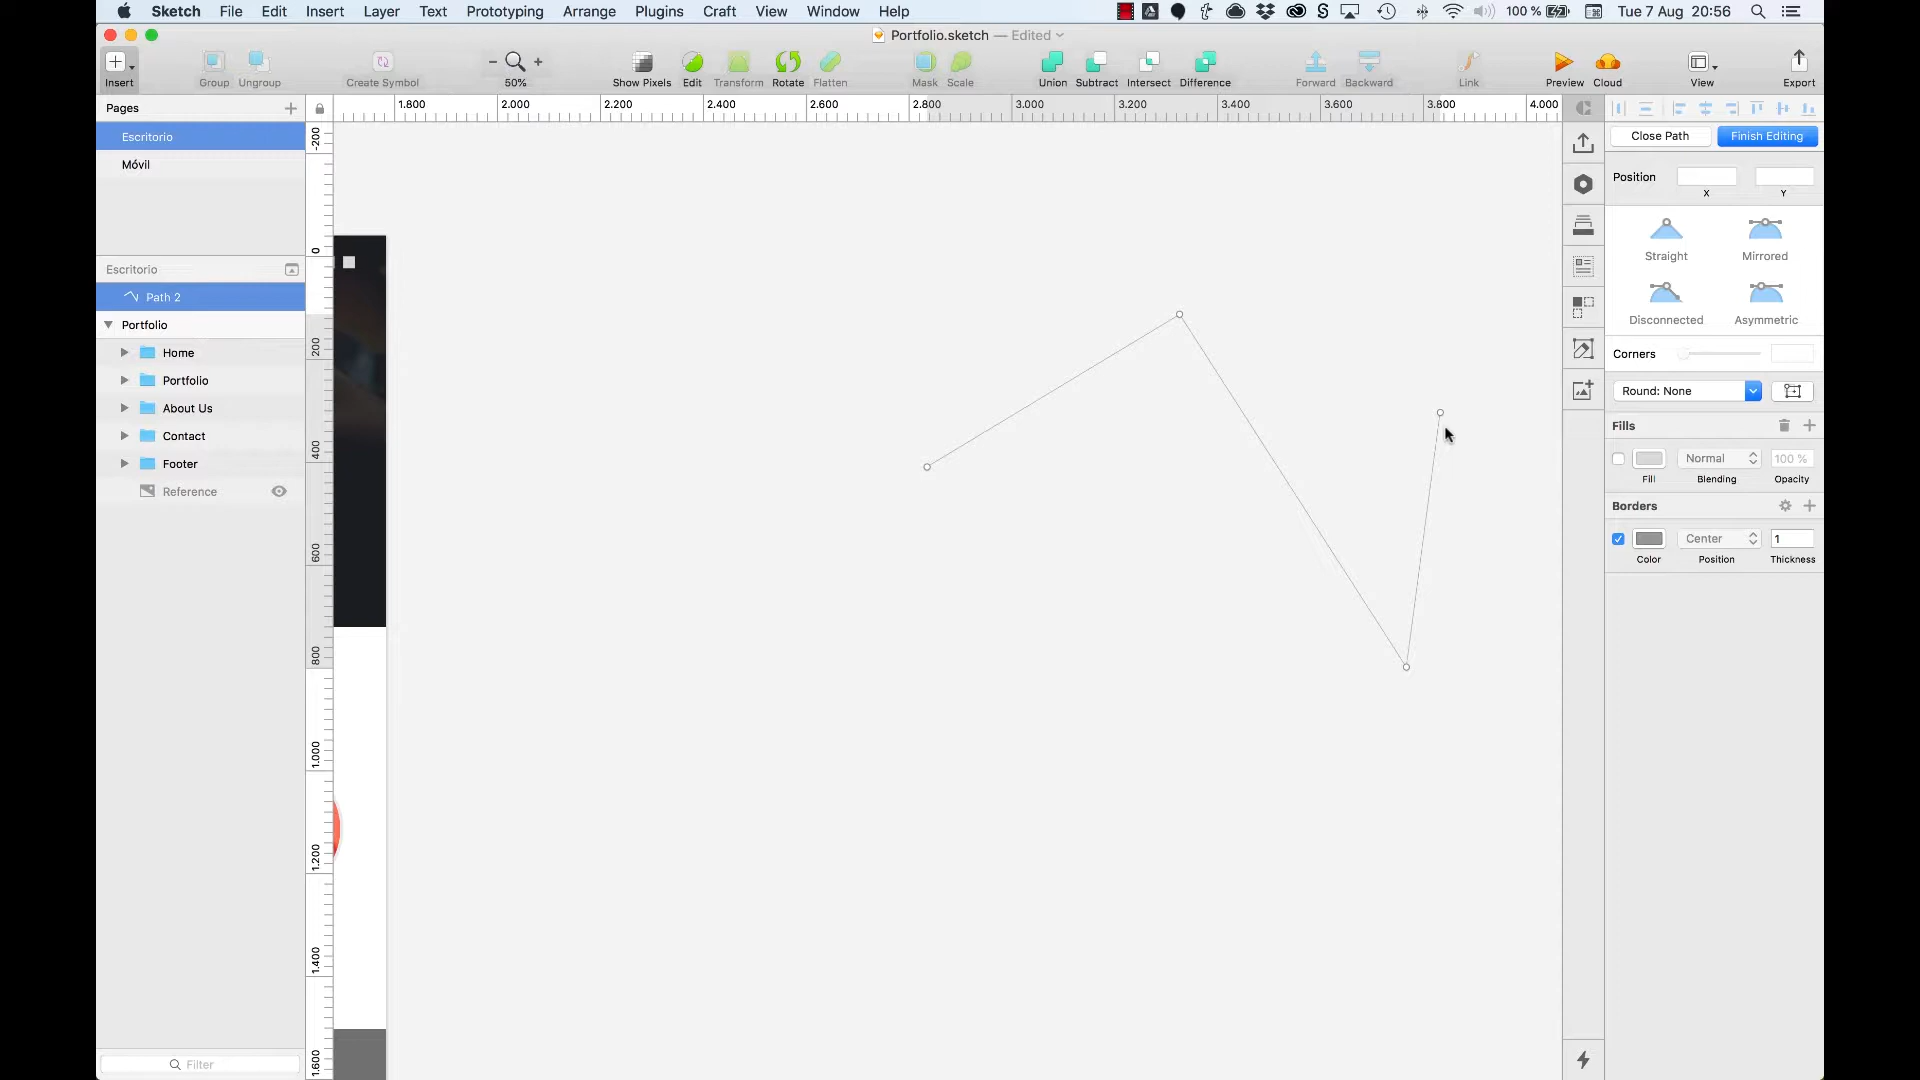 Sketch File Edit Insert Layer Text Prototyping Arrange Plugins Craft View Window Help 100 % Tue 7 Aug 20:56
Portfolio.sketch — Edited
Insert Group Ungroup Create Symbol 50% Show Pixels Edit Transform Rotate Flatten Mask Scale Union Subtract Intersect Difference Forward Backward Link Preview Cloud View Export
Pages
1.800 2.000 2.200 2.400 2.600 2.800 3.000 3.200 3.400 3.600 3.800 4.000
Escritorio
Móvil
Escritorio
Path 2
Portfolio
Home
Portfolio
About Us
Contact
Footer
Reference
Filter
-200
0
200
400
600
800
1.000
1.200
1.400
1.600
Close Path Finish Editing
Position
X Y
Straight Mirrored
Disconnected Asymmetric
Corners
Round: None
Fills
Normal 100 %
Fill Blending Opacity
Borders
Center 1
Color Position Thickness